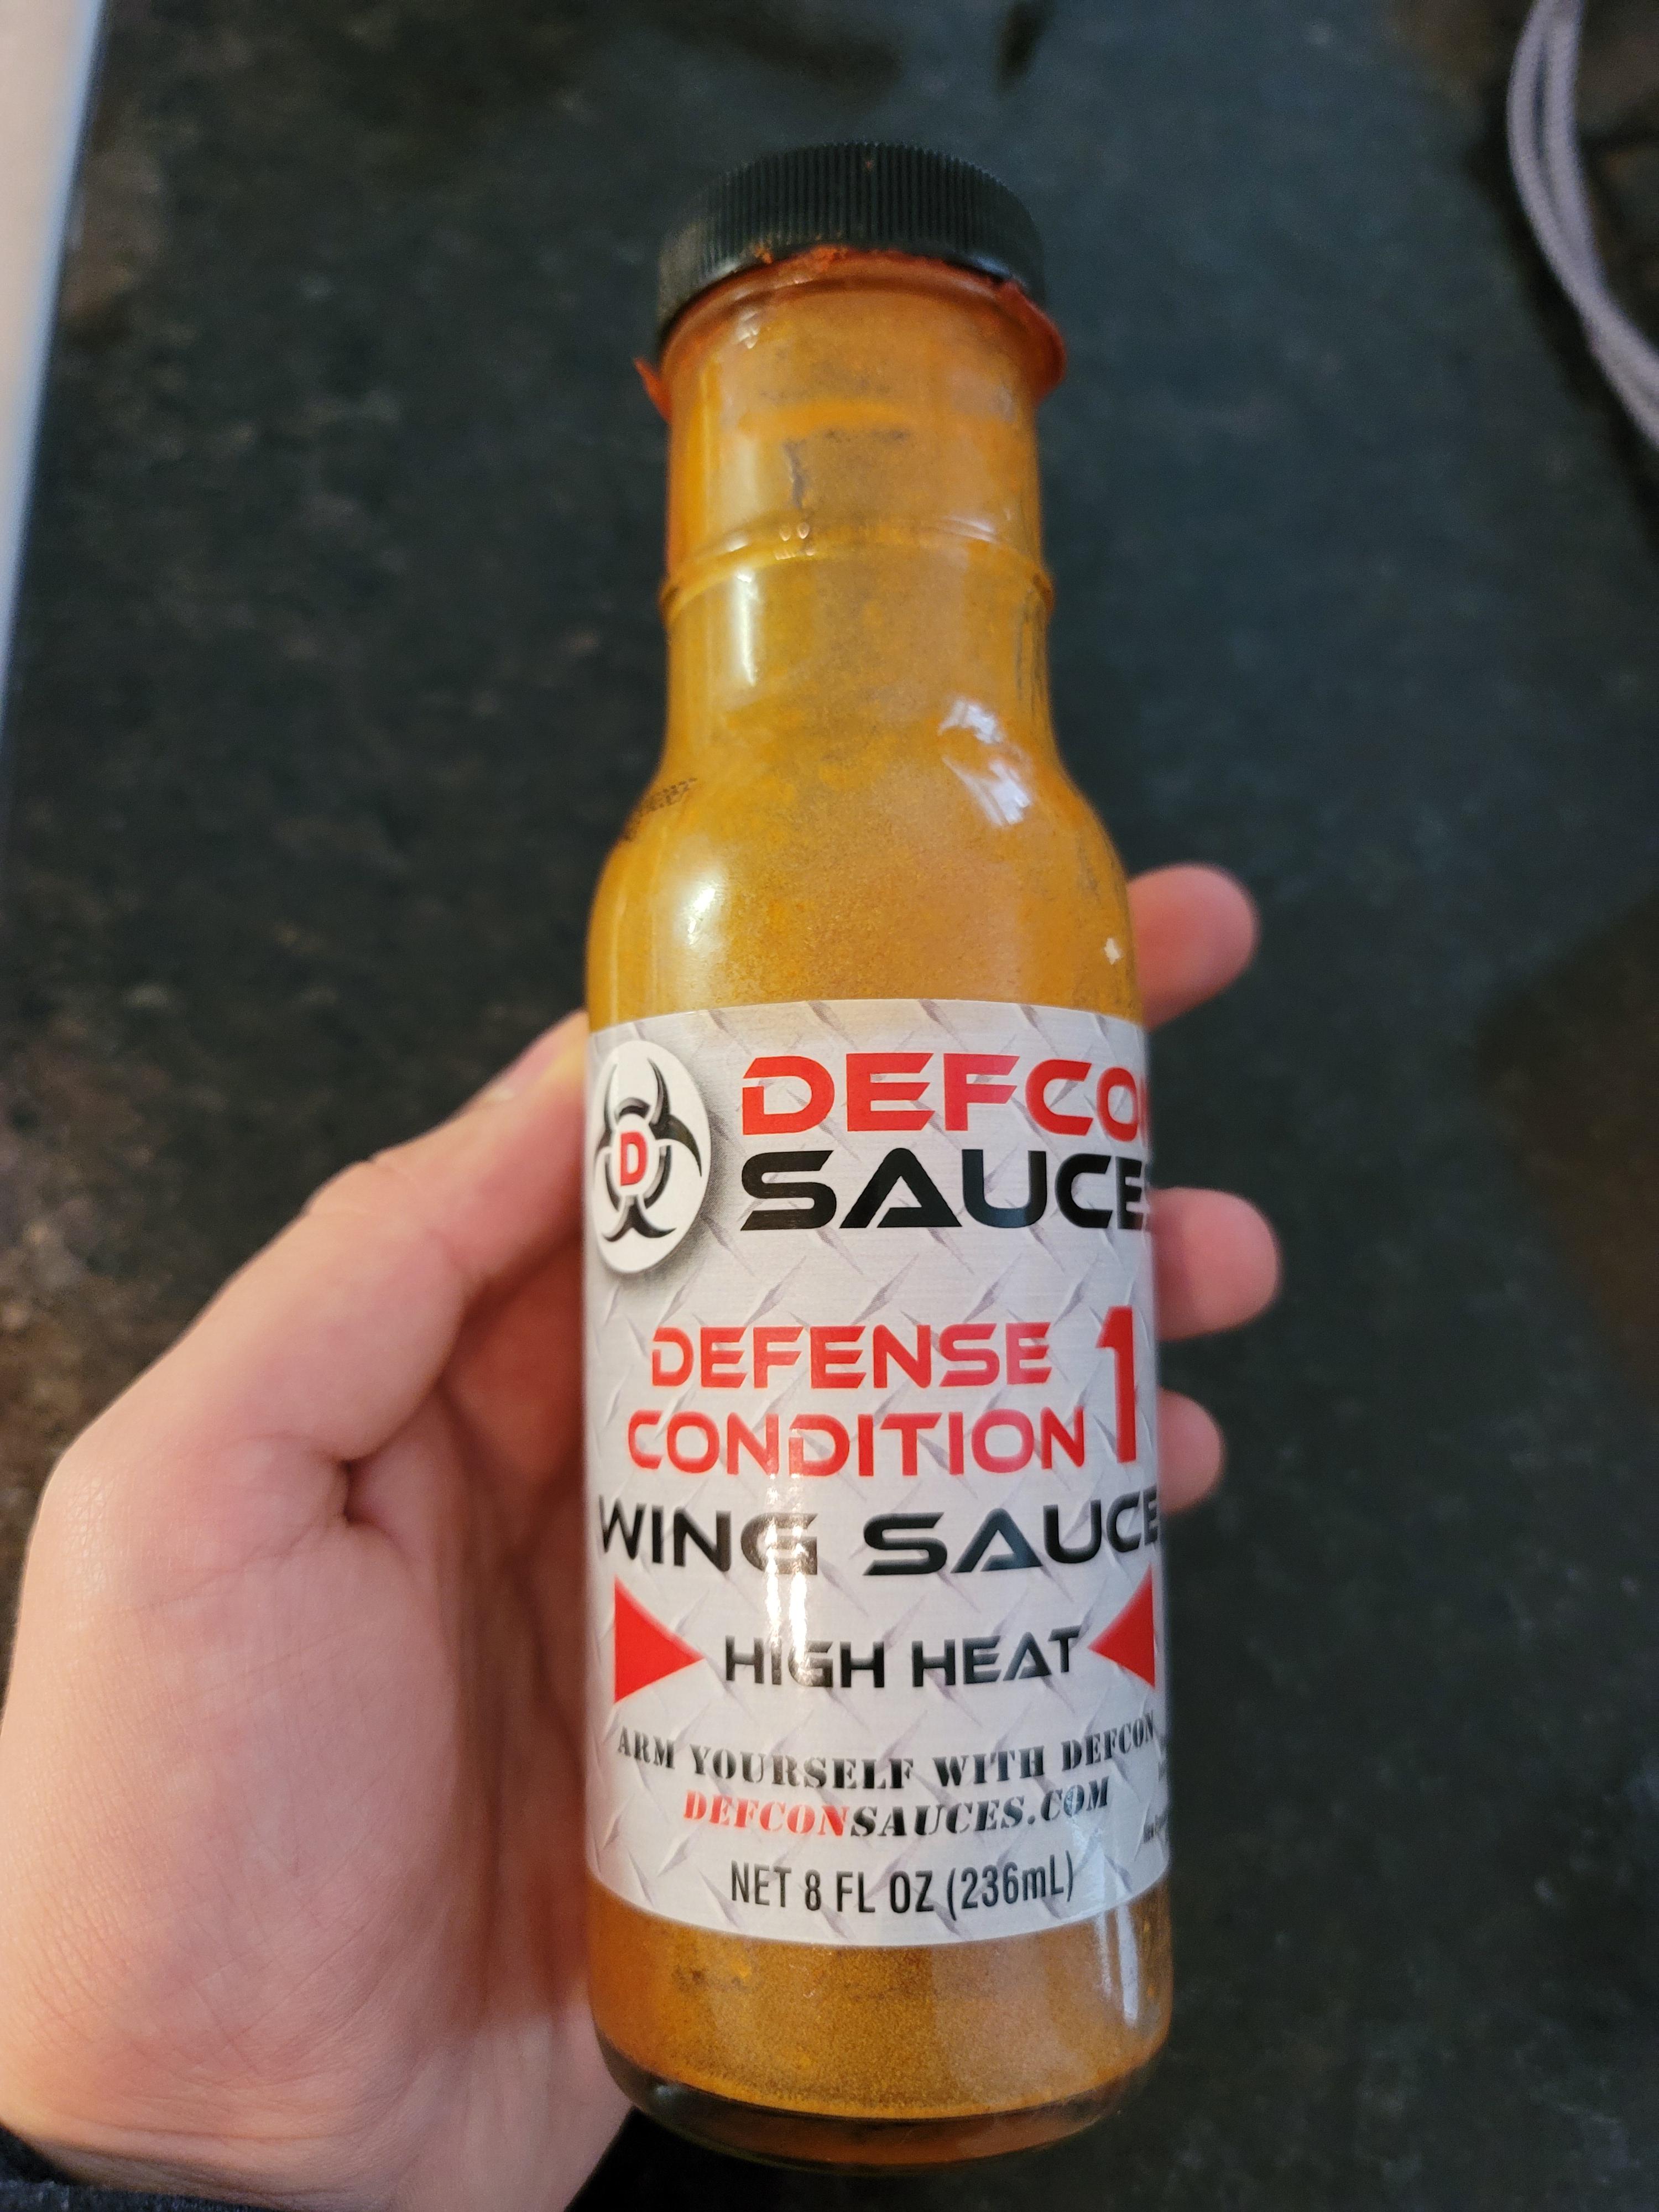 D
DEFCON
SAUCES
DEFENSE
CONDITION 1
WING SAUCE
HIGH HEAT
ARM YOURSELF WITH DEFCON
DEFCONSAUCES.COM
NET 8 FL OZ (236mL)